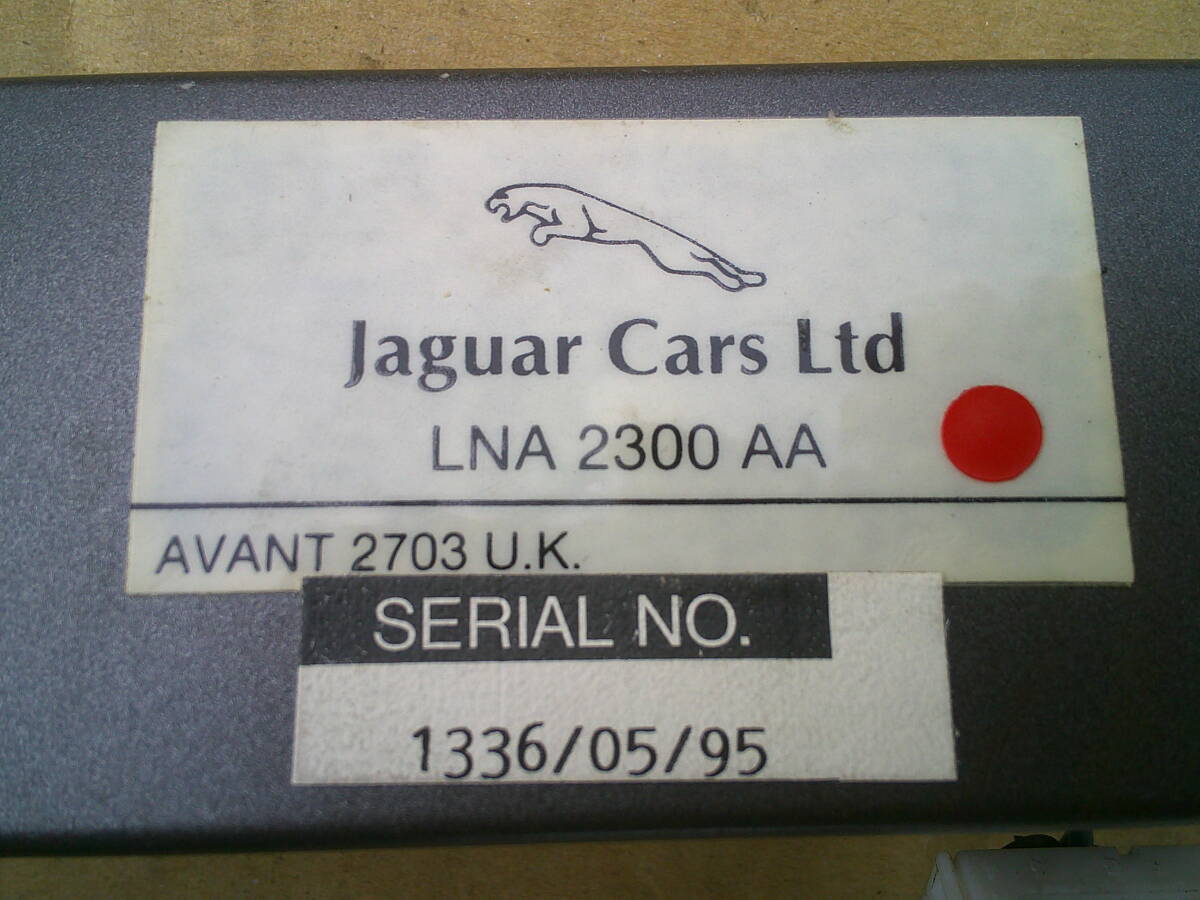 Jaguar Cars Ltd
LNA 2300 AA
AVANT 2703 U.K.
SERIAL NO.
1336/05/95